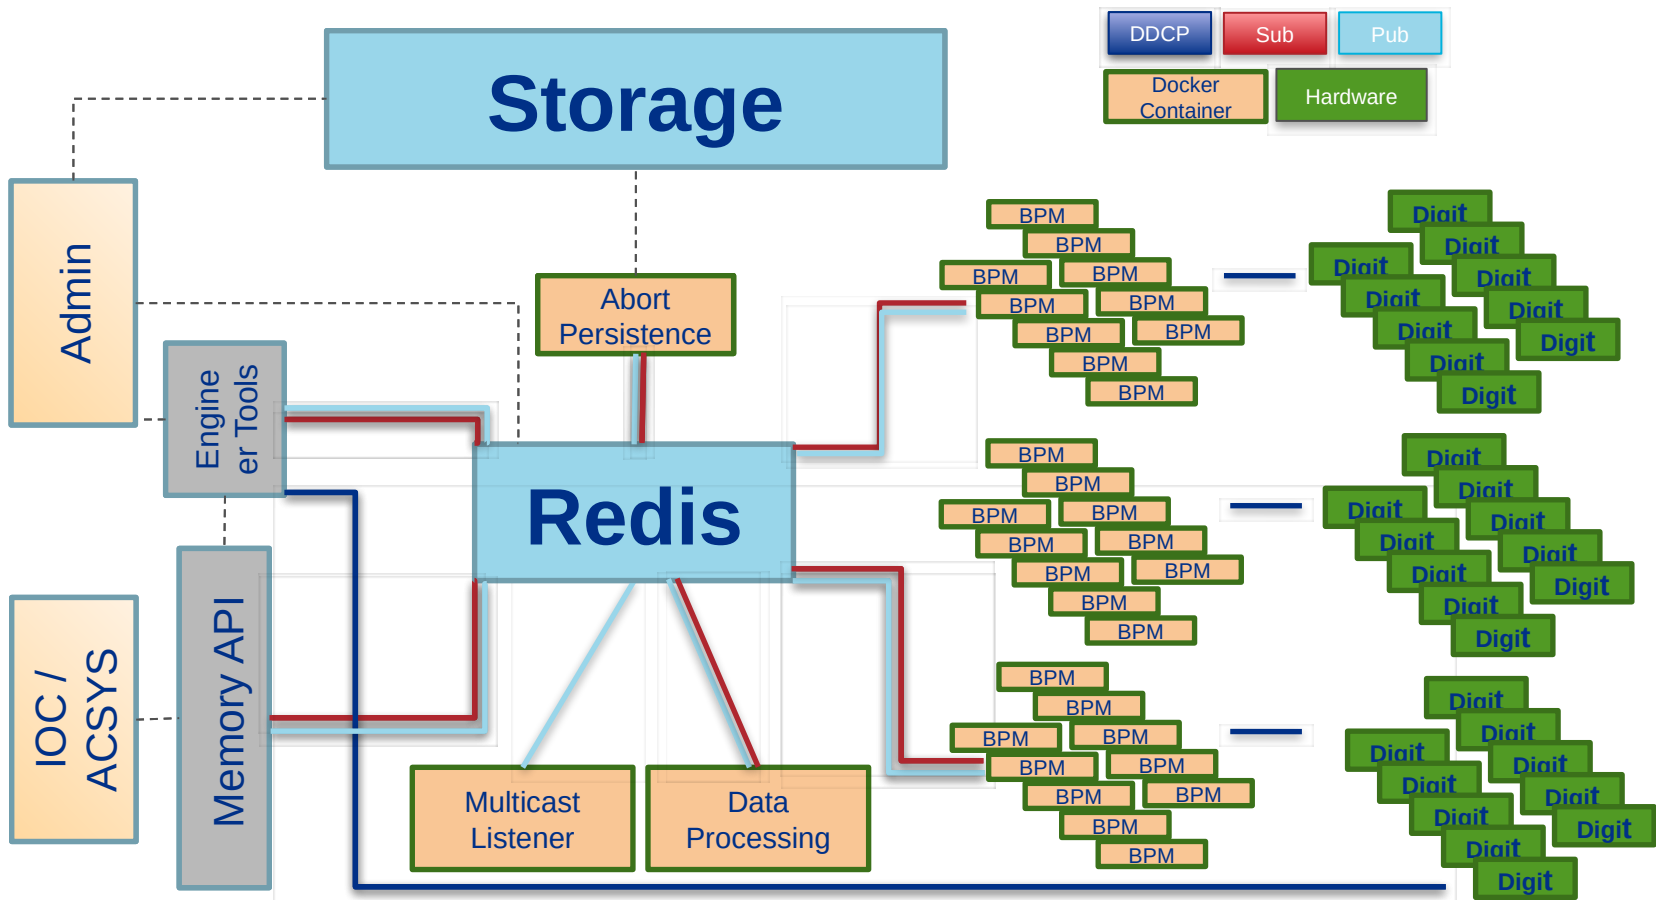 DDCP
Sub
Pub
Docker
Container
Hardware
Storage
Admin
Abort
Persistence
Engine
er Tools
Redis
Memory API
IOC /
ACSYS
Multicast
Listener
Data
Processing
BPM
BPM
BPM
BPM
BPM
BPM
BPM
BPM
BPM
BPM
Digit
Digit
Digit
Digit
Digit
Digit
Digit
Digit
Digit
Digit
BPM
BPM
BPM
BPM
BPM
BPM
BPM
BPM
BPM
BPM
Digit
Digit
Digit
Digit
Digit
Digit
Digit
Digit
Digit
Digit
BPM
BPM
BPM
BPM
BPM
BPM
BPM
BPM
BPM
BPM
Digit
Digit
Digit
Digit
Digit
Digit
Digit
Digit
Digit
Digit